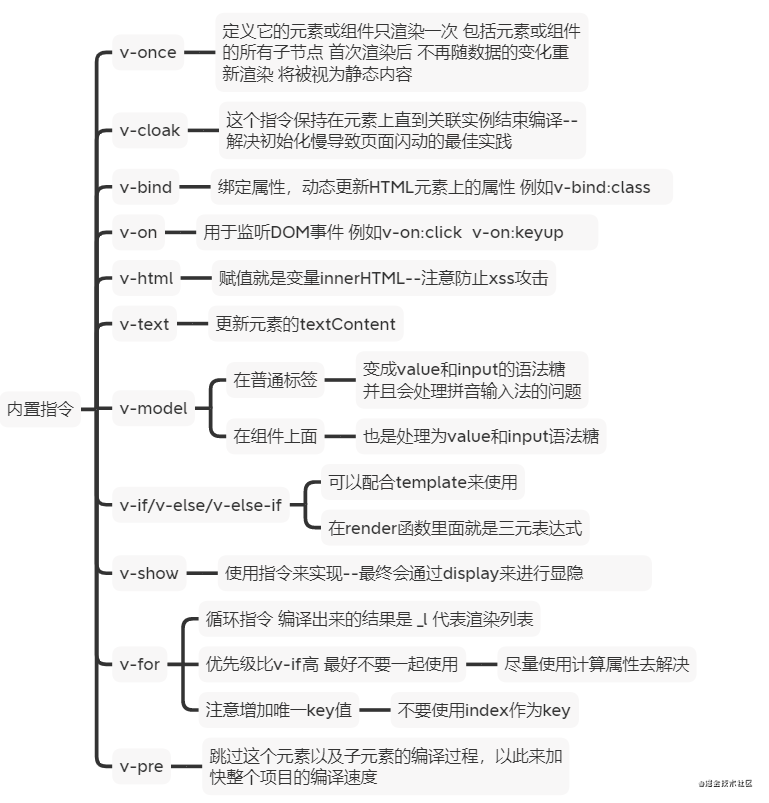 v-once
定义它的元素或组件只渲染一次 包括元素或组件
的所有子节点 首次渲染后 不再随数据的变化重
新渲染 将被视为静态内容
v-cloak
这个指令保持在元素上直到关联实例结束编译--
解决初始化慢导致页面闪动的最佳实践
v-bind
绑定属性，动态更新HTML元素上的属性 例如v-bind:class
v-on
用于监听DOM事件 例如v-on:click v-on:keyup
v-html
赋值就是变量innerHTML--注意防止xss攻击
v-text
更新元素的textContent
内置指令
v-model
在普通标签
变成value和input的语法糖
并且会处理拼音输入法的问题
在组件上面
也是处理为value和input语法糖
v-if/v-else/v-else-if
可以配合template来使用
在render函数里面就是三元表达式
v-show
使用指令来实现--最终会通过display来进行显隐
v-for
循环指令 编译出来的结果是 _l 代表渲染列表
优先级比v-if高 最好不要一起使用
尽量使用计算属性去解决
注意增加唯一key值
不要使用index作为key
v-pre
跳过这个元素以及子元素的编译过程，以此来加
快整个项目的编译速度
@掘金技术社区